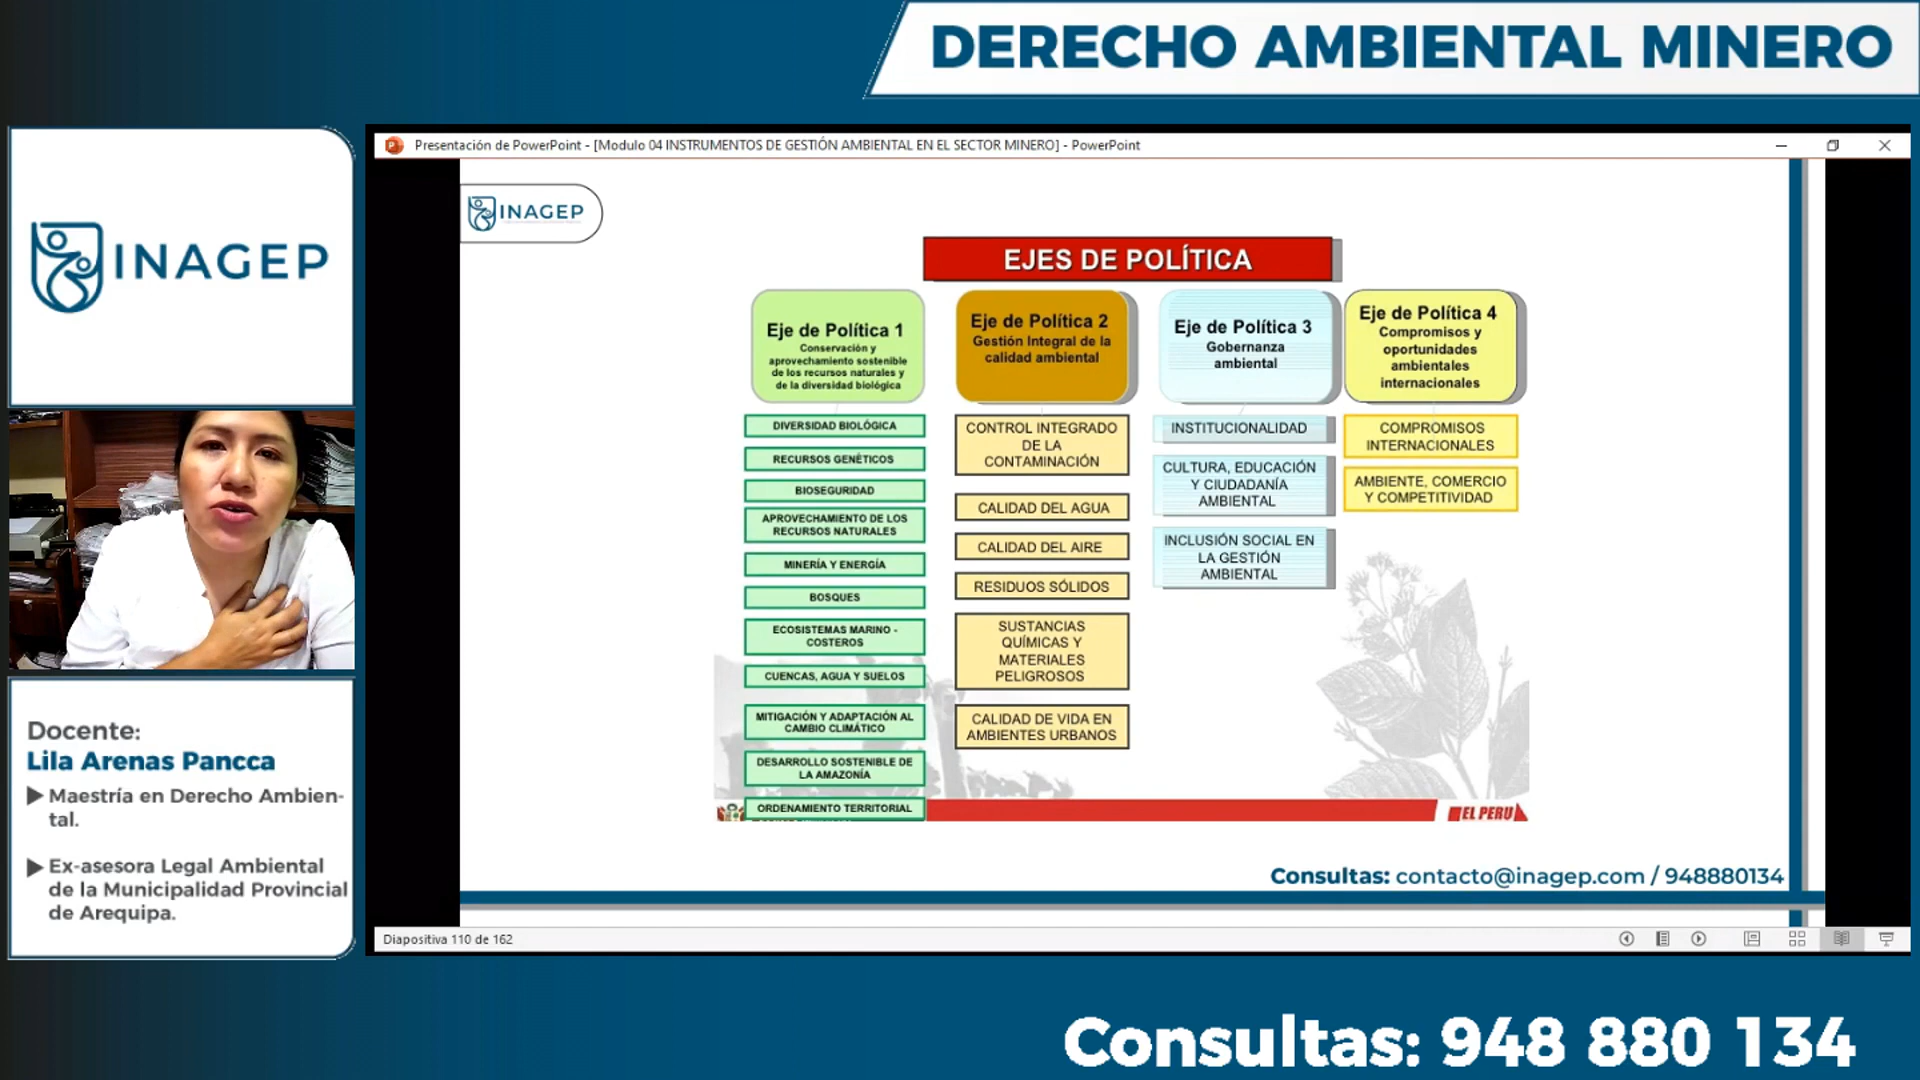 DERECHO AMBIENTAL MINERO
Presentación de PowerPoint - [Modulo 04 INSTRUMENTOS DE GESTIÓN AMBIENTAL EN EL SECTOR MINERO] - PowerPoint
INAGEP
INAGEP
EJES DE POLÍTICA
Eje de Política 1
Conservación y
aprovechamiento sostenible
de los recursos naturales y
de la diversidad biológica
DIVERSIDAD BIOLÓGICA
RECURSOS GENÉTICOS
BIOSEGURIDAD
APROVECHAMIENTO DE LOS
RECURSOS NATURALES
MINERÍA Y ENERGÍA
BOSQUES
ECOSISTEMAS MARINO -
COSTEROS
CUENCAS, AGUA Y SUELOS
MITIGACIÓN Y ADAPTACIÓN AL
CAMBIO CLIMÁTICO
DESARROLLO SOSTENIBLE DE
LA AMAZONÍA
ORDENAMIENTO TERRITORIAL
Eje de Política 2
Gestión Integral de la
calidad ambiental
CONTROL INTEGRADO
DE LA
CONTAMINACIÓN
CALIDAD DEL AGUA
CALIDAD DEL AIRE
RESIDUOS SÓLIDOS
SUSTANCIAS
QUÍMICAS Y
MATERIALES
PELIGROSOS
CALIDAD DE VIDA EN
AMBIENTES URBANOS
Eje de Política 3
Gobernanza
ambiental
INSTITUCIONALIDAD
CULTURA, EDUCACIÓN
Y CIUDADANÍA
AMBIENTAL
INCLUSIÓN SOCIAL EN
LA GESTIÓN
AMBIENTAL
Eje de Política 4
Compromisos y
oportunidades
ambientales
internacionales
COMPROMISOS
INTERNACIONALES
AMBIENTE, COMERCIO
Y COMPETITIVIDAD
EL PERU
Consultas: contacto@inagep.com / 948880134
Diapositiva 110 de 162
Docente:
Lila Arenas Pancca
Maestría en Derecho Ambien-
tal.
Ex-asesora Legal Ambiental
de la Municipalidad Provincial
de Arequipa.
Consultas: 948 880 134